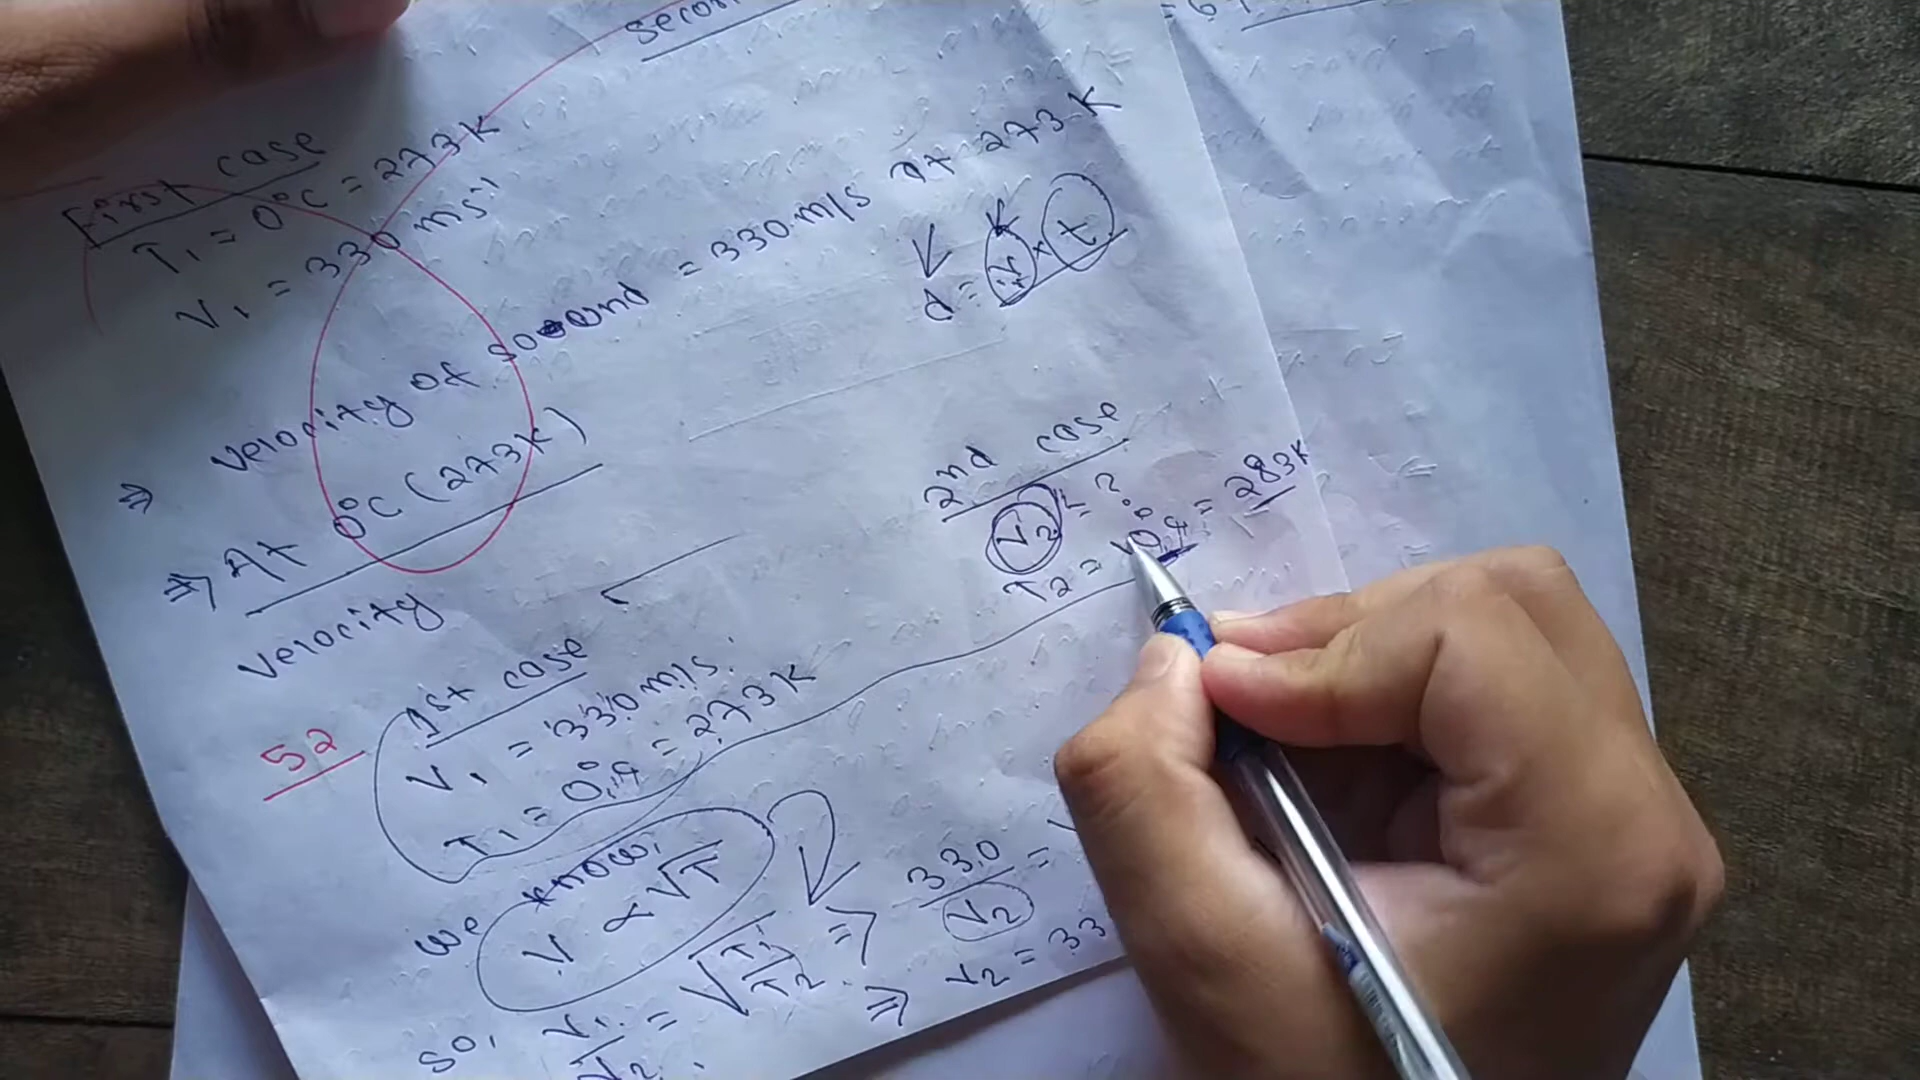 First case
T₁ = 0°C = 273K
V₁ = 330 ms⁻¹
⇒ Velocity of sound = 330 m/s At 273 K
d = v × t
⇒ At 0°C (273K)
Velocity
2nd case
V₂ = ?
T₂ = 10°C = 283K
52
1st case
V₁ = 330 m/s.
T₁ = 0°C = 273K
We know,
V ∝ √T
so, V₁/V₂ = √T₁/T₂
⇒ 330/V₂ =
⇒ V₂ = 33